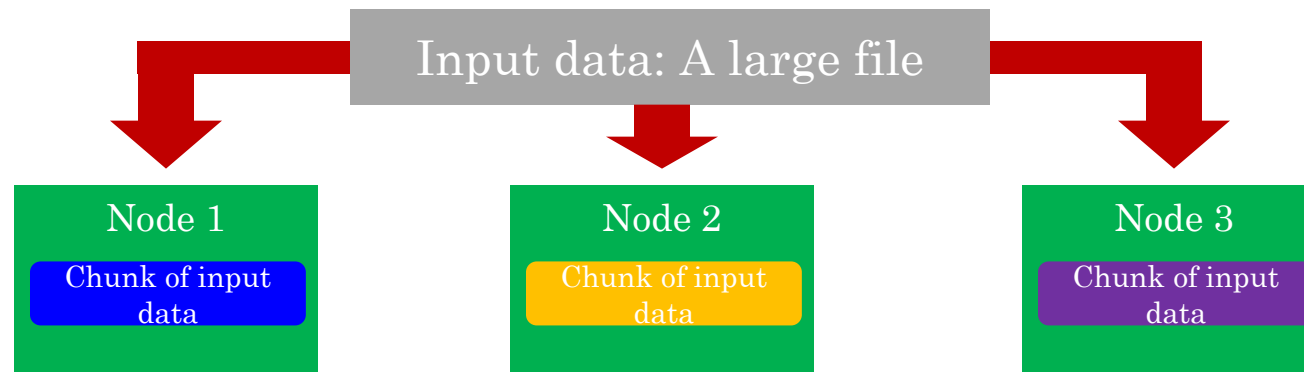 Input data: A large file
Node 1
Node 2
Node 3
Chunk of input
data
Chunk of input
data
Chunk of input
data